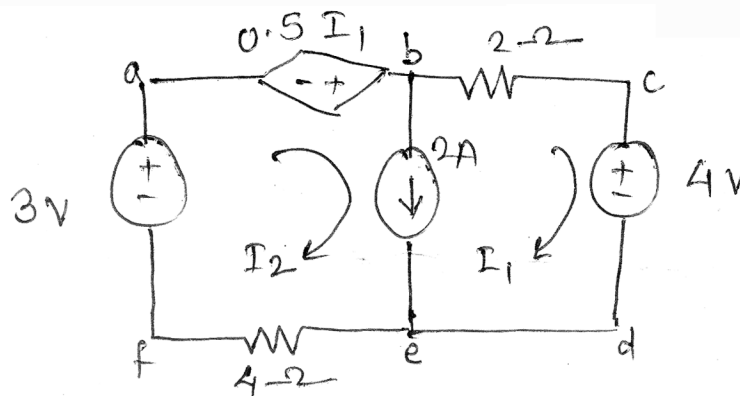 0.5 I₁
a
- +
b
2Ω
c
+
-
3V
2A
+
-
4V
I₂
I₁
f
4Ω
e
d